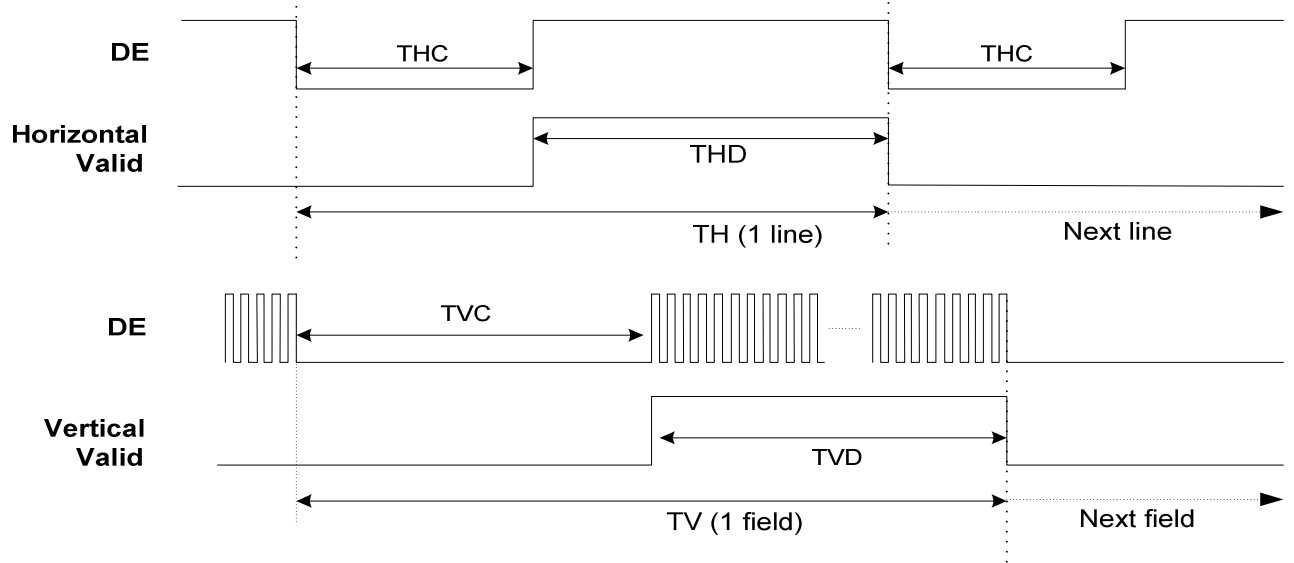 DE
THC
THC
Horizontal
Valid
THD
TH (1 line)
Next line
DE
TVC
Vertical
Valid
TVD
TV (1 field)
Next field